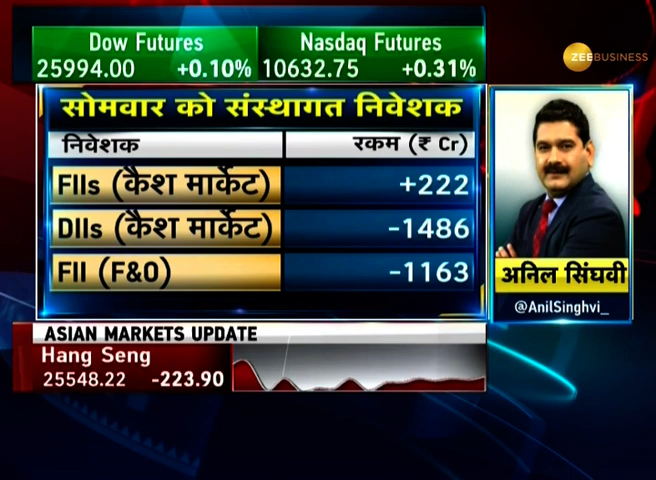 Dow Futures Nasdaq Futures
25994.00 +0.10% 10632.75 +0.31%
ZEEBUSINESS
सोमवार को संस्थागत निवेशक
निवेशक रकम (₹ Cr)
FIIs (कैश मार्केट) +222
DIIs (कैश मार्केट) -1486
FII (F&O) -1163
अनिल सिंघवी
@AnilSinghvi_
ASIAN MARKETS UPDATE
Hang Seng
25548.22 -223.90